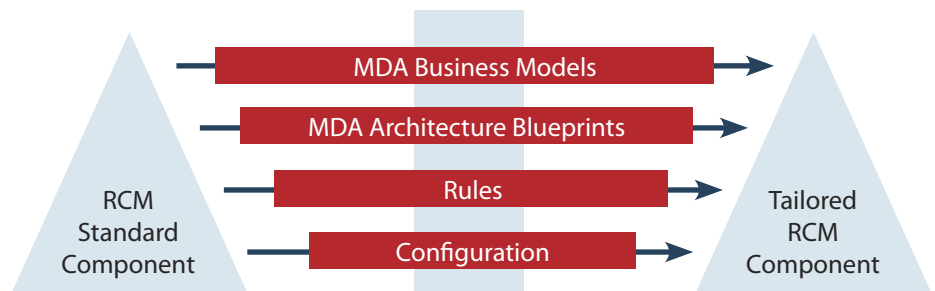 MDA Business Models
MDA Architecture Blueprints
Rules
Configuration
RCM
Standard
Component
Tailored
RCM
Component